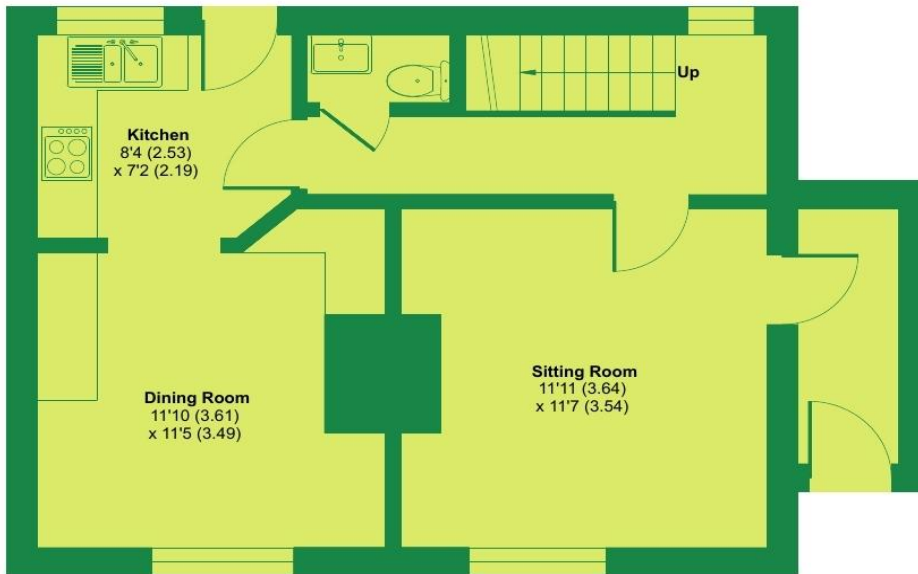 Up
Kitchen
8'4 (2.53)
x 7'2 (2.19)
Sitting Room
11'11 (3.64)
x 11'7 (3.54)
Dining Room
11'10 (3.61)
x 11'5 (3.49)